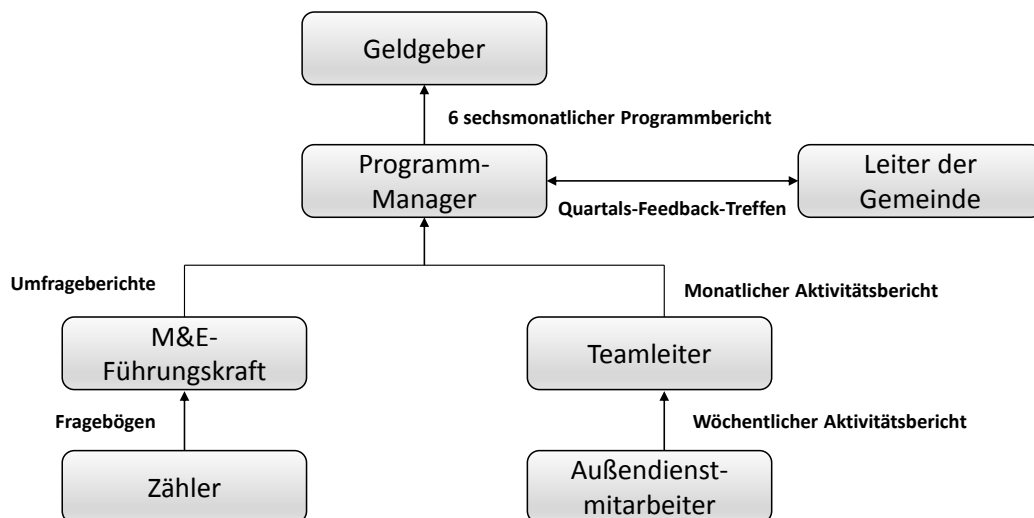 Geldgeber
6 sechsmonatlicher Programmbericht
Programm-
Manager
Leiter der
Gemeinde
Quartals-Feedback-Treffen
Umfrageberichte
Monatlicher Aktivitätsbericht
M&E-
Führungskraft
Teamleiter
Fragebögen
Wöchentlicher Aktivitätsbericht
Zähler
Außendienst-
mitarbeiter